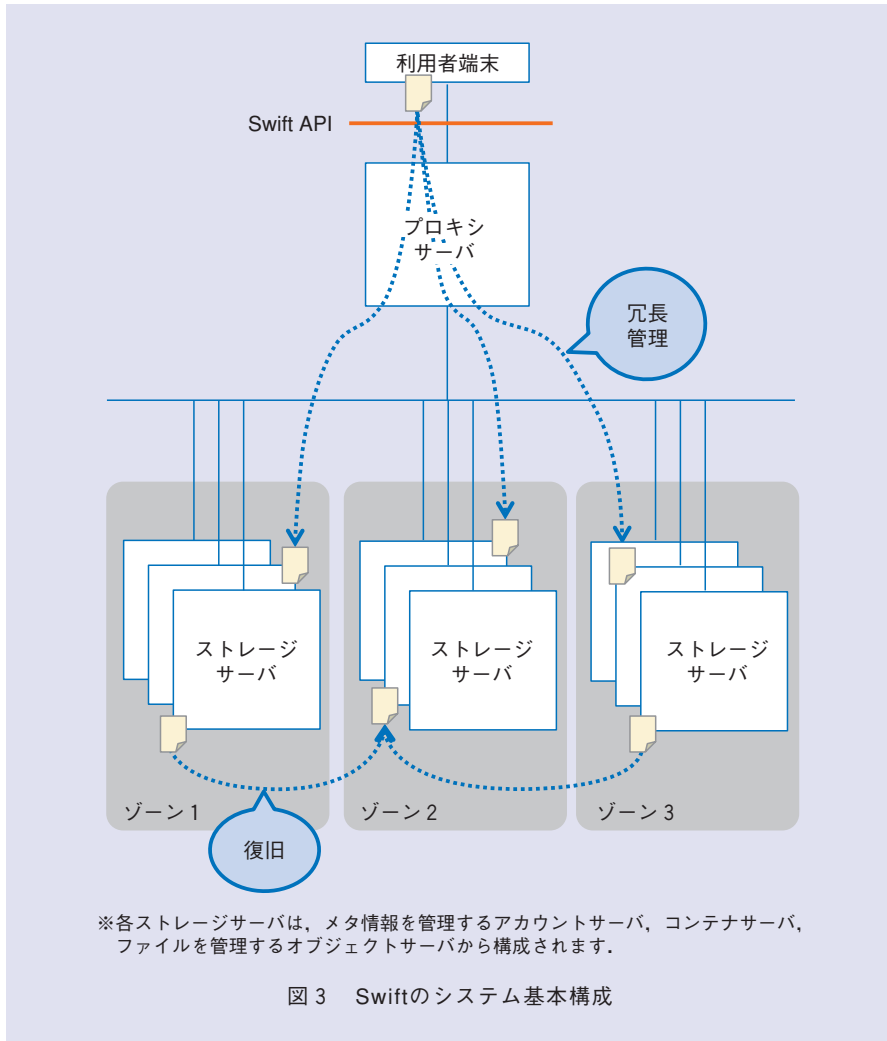 利用者端末
Swift API
プロキシ
サーバ
冗長
管理
ストレージ
サーバ
ストレージ
サーバ
ストレージ
サーバ
ゾーン1
ゾーン2
ゾーン3
復旧
※各ストレージサーバは，メタ情報を管理するアカウントサーバ，コンテナサーバ，
ファイルを管理するオブジェクトサーバから構成されます．
図3 Swiftのシステム基本構成